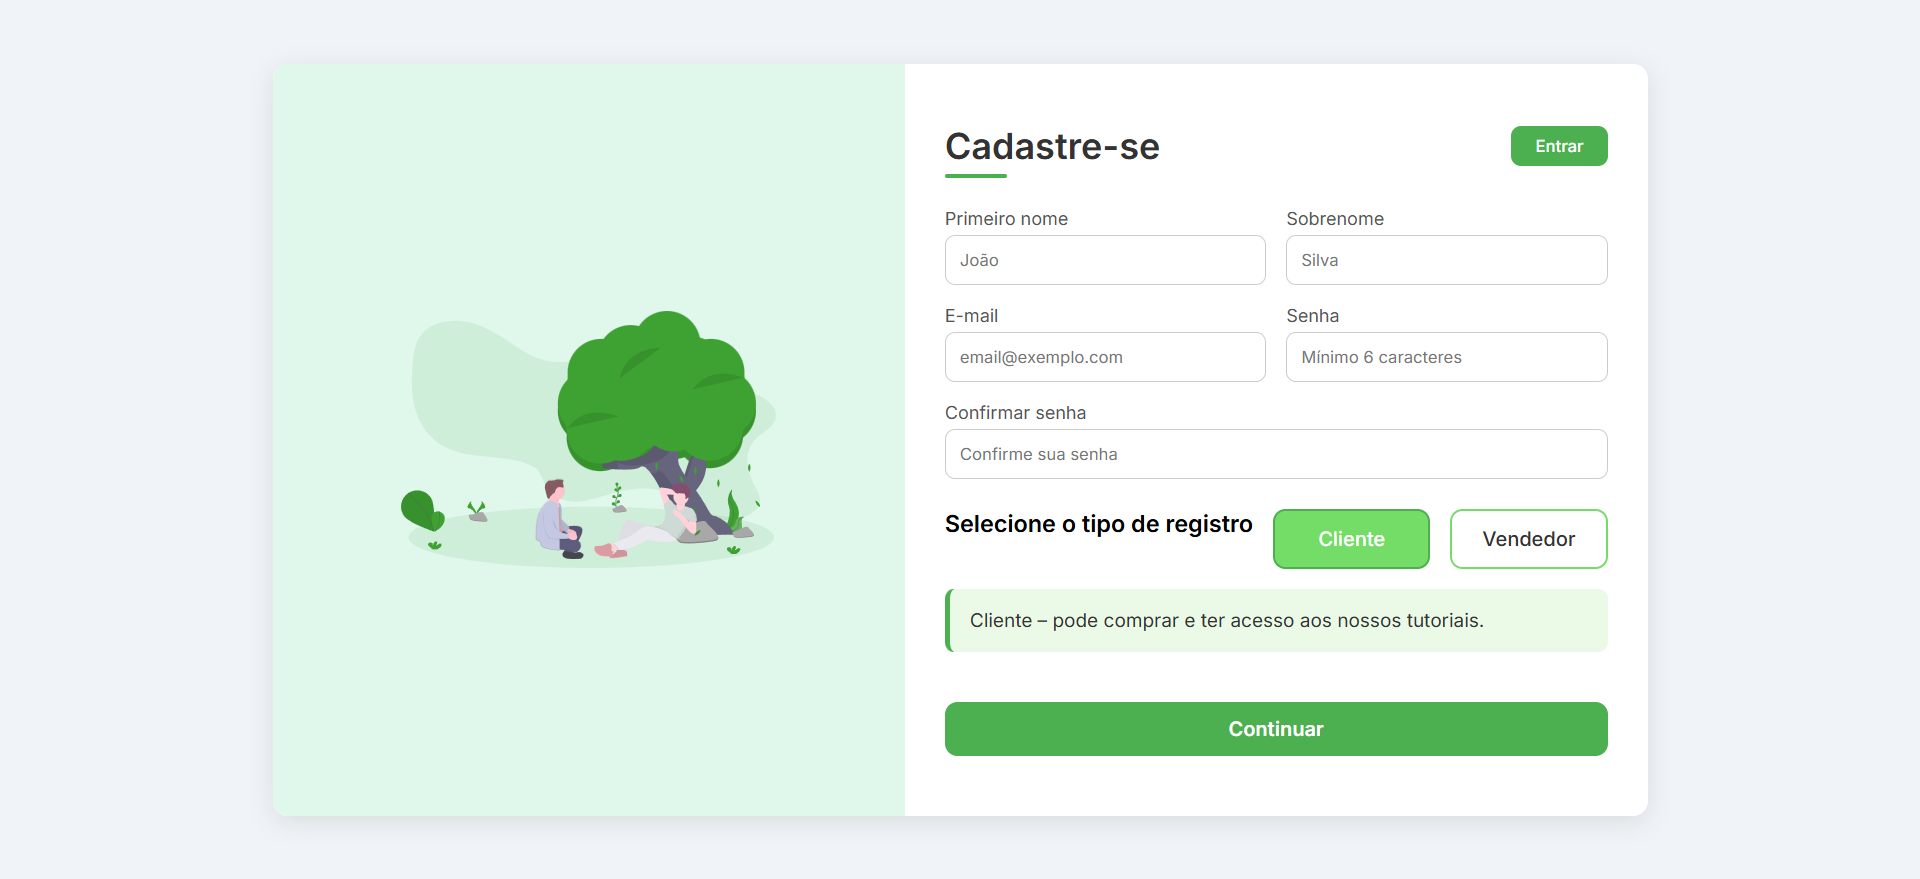 Cadastre-se
Entrar
Primeiro nome
Sobrenome
João
Silva
E-mail
Senha
email@exemplo.com
Mínimo 6 caracteres
Confirmar senha
Confirme sua senha
Selecione o tipo de registro
Cliente
Vendedor
Cliente – pode comprar e ter acesso aos nossos tutoriais.
Continuar